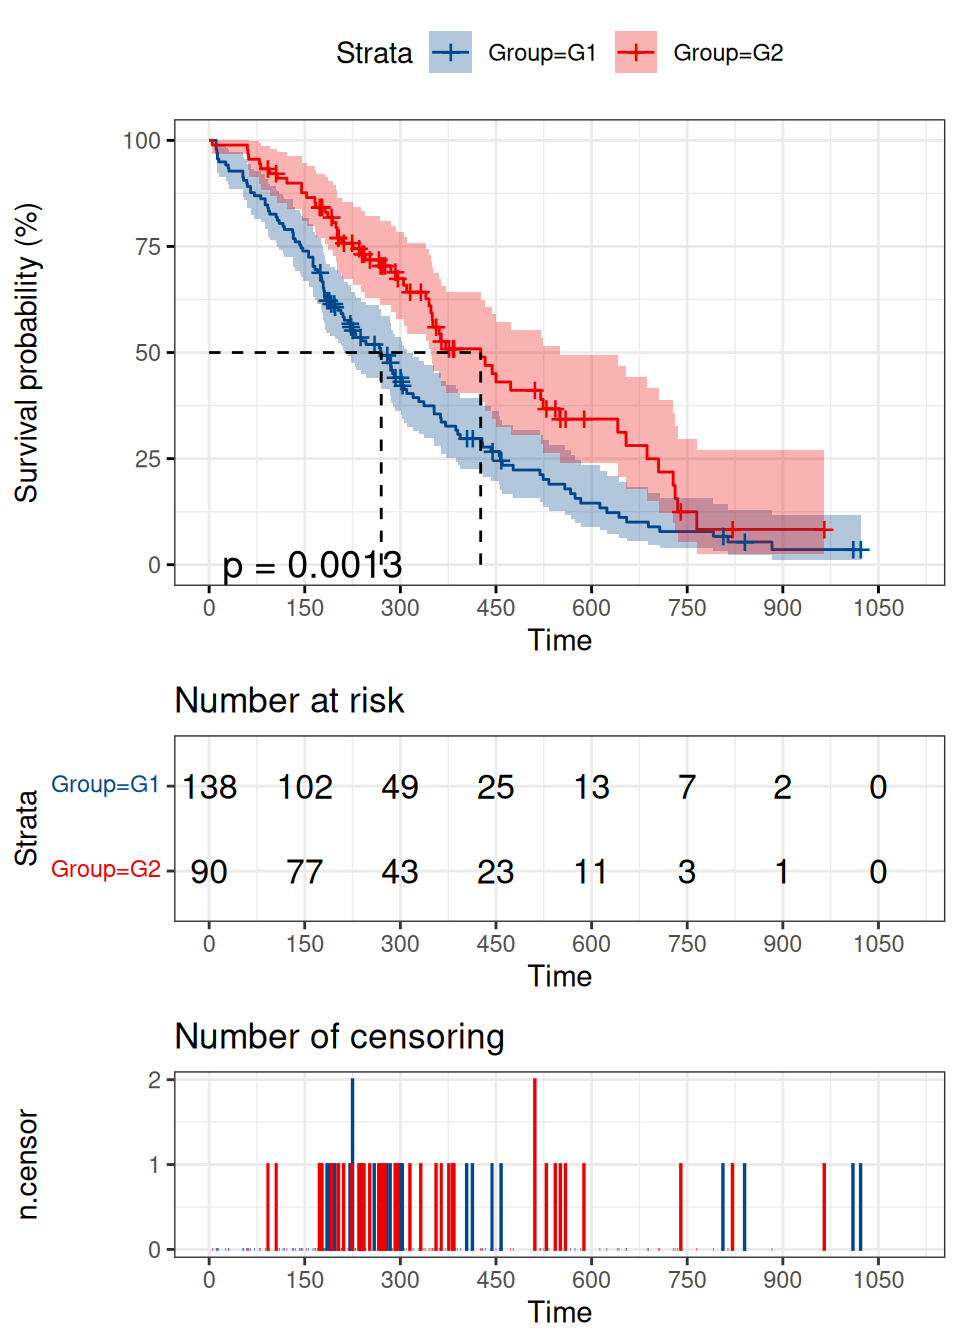 Strata Group=G1 Group=G2
Survival probability (%)
100
75
50
25
0
p = 0.0013
0 150 300 450 600 750 900 1050
Time
Number at risk
Strata
Group=G1 138 102 49 25 13 7 2 0
Group=G2 90 77 43 23 11 3 1 0
0 150 300 450 600 750 900 1050
Time
Number of censoring
n.censor
2
1
0
0 150 300 450 600 750 900 1050
Time